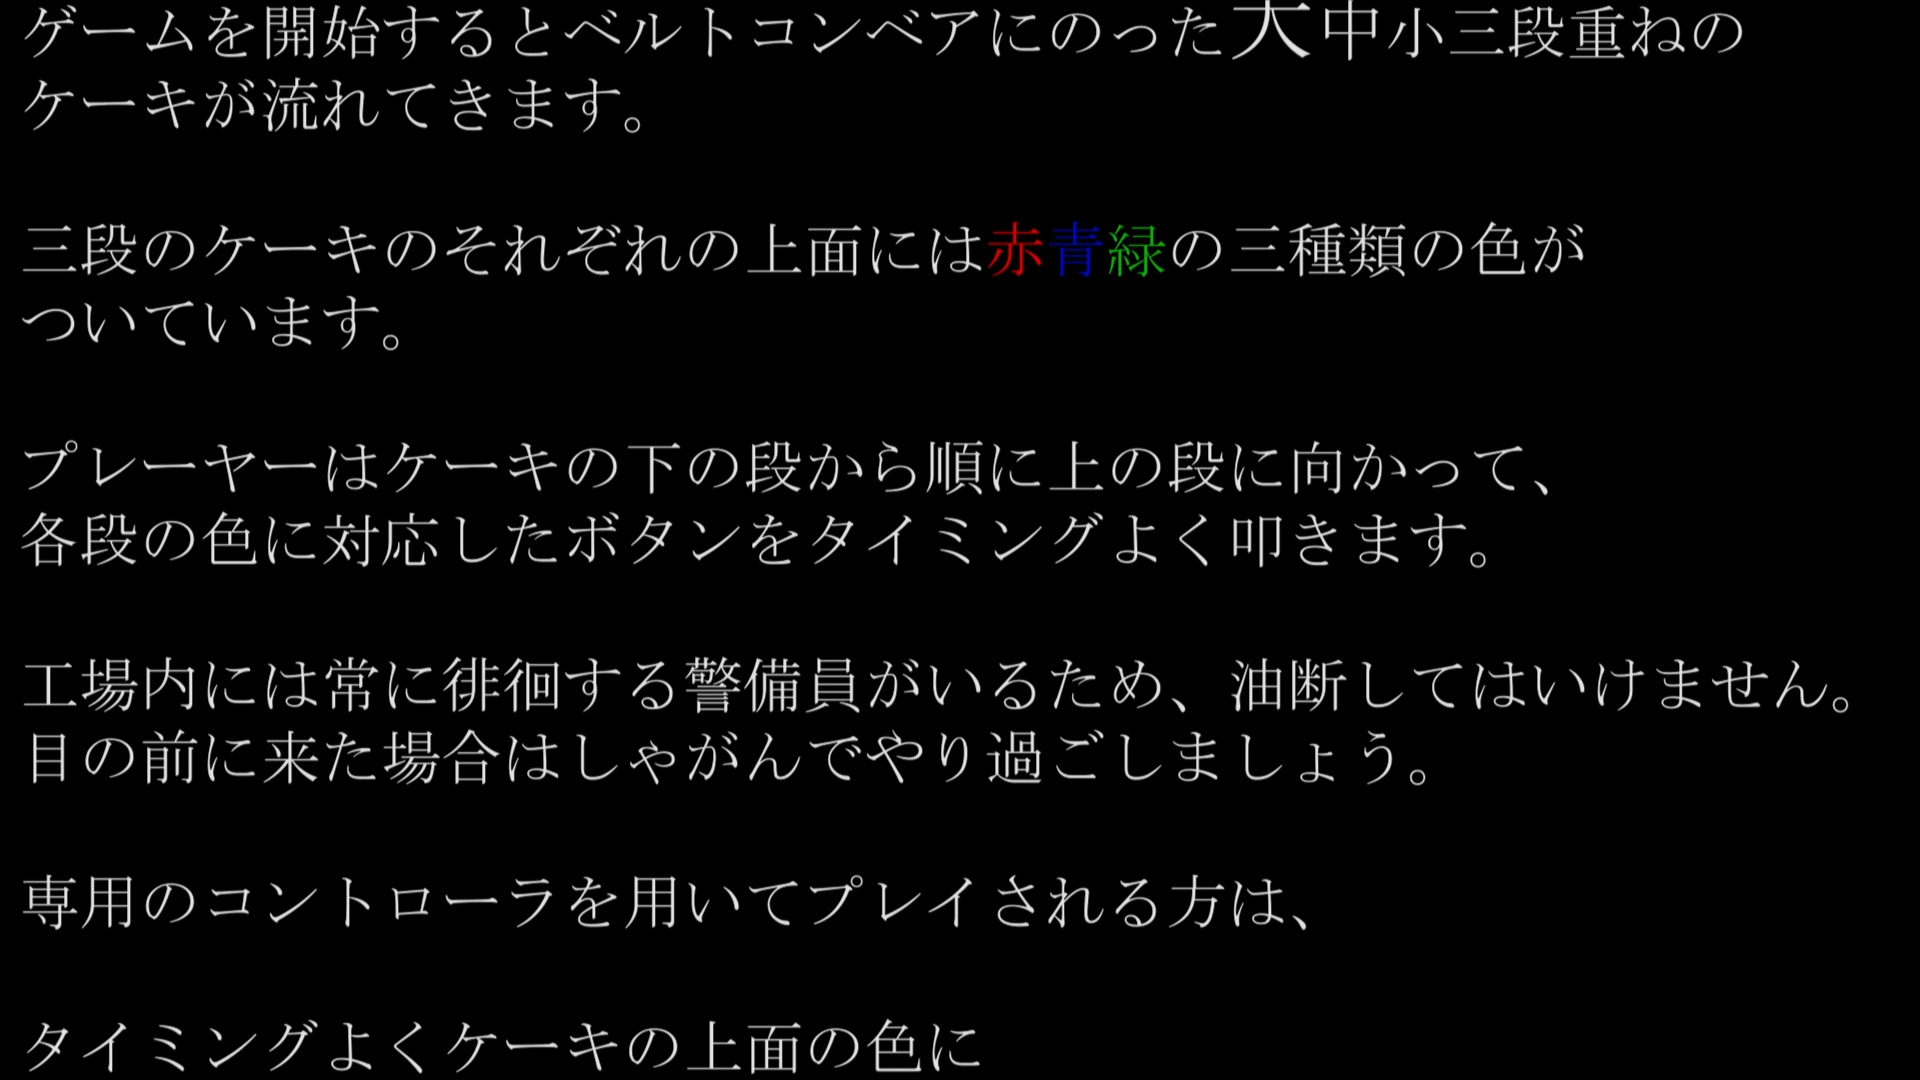 ゲームを開始するとベルトコンベアにのった大中小三段重ねの
ケーキが流れてきます。
三段のケーキのそれぞれの上面には赤青緑の三種類の色が
ついています。
プレーヤーはケーキの下の段から順に上の段に向かって、
各段の色に対応したボタンをタイミングよく叩きます。
工場内には常に徘徊する警備員がいるため、油断してはいけません。
目の前に来た場合はしゃがんでやり過ごしましょう。
専用のコントローラを用いてプレイされる方は、
タイミングよくケーキの上面の色に